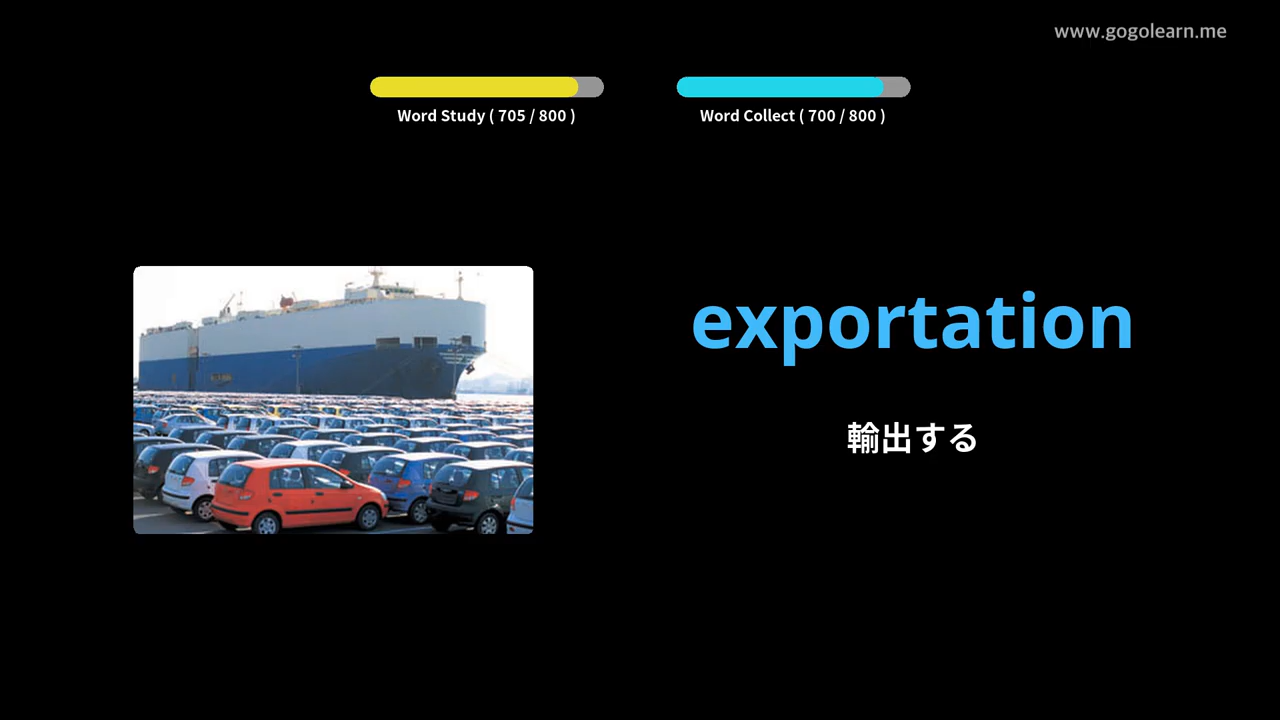 www.gogolearn.me
Word Study ( 705 / 800 )
Word Collect ( 700 / 800 )
exportation
輸出する